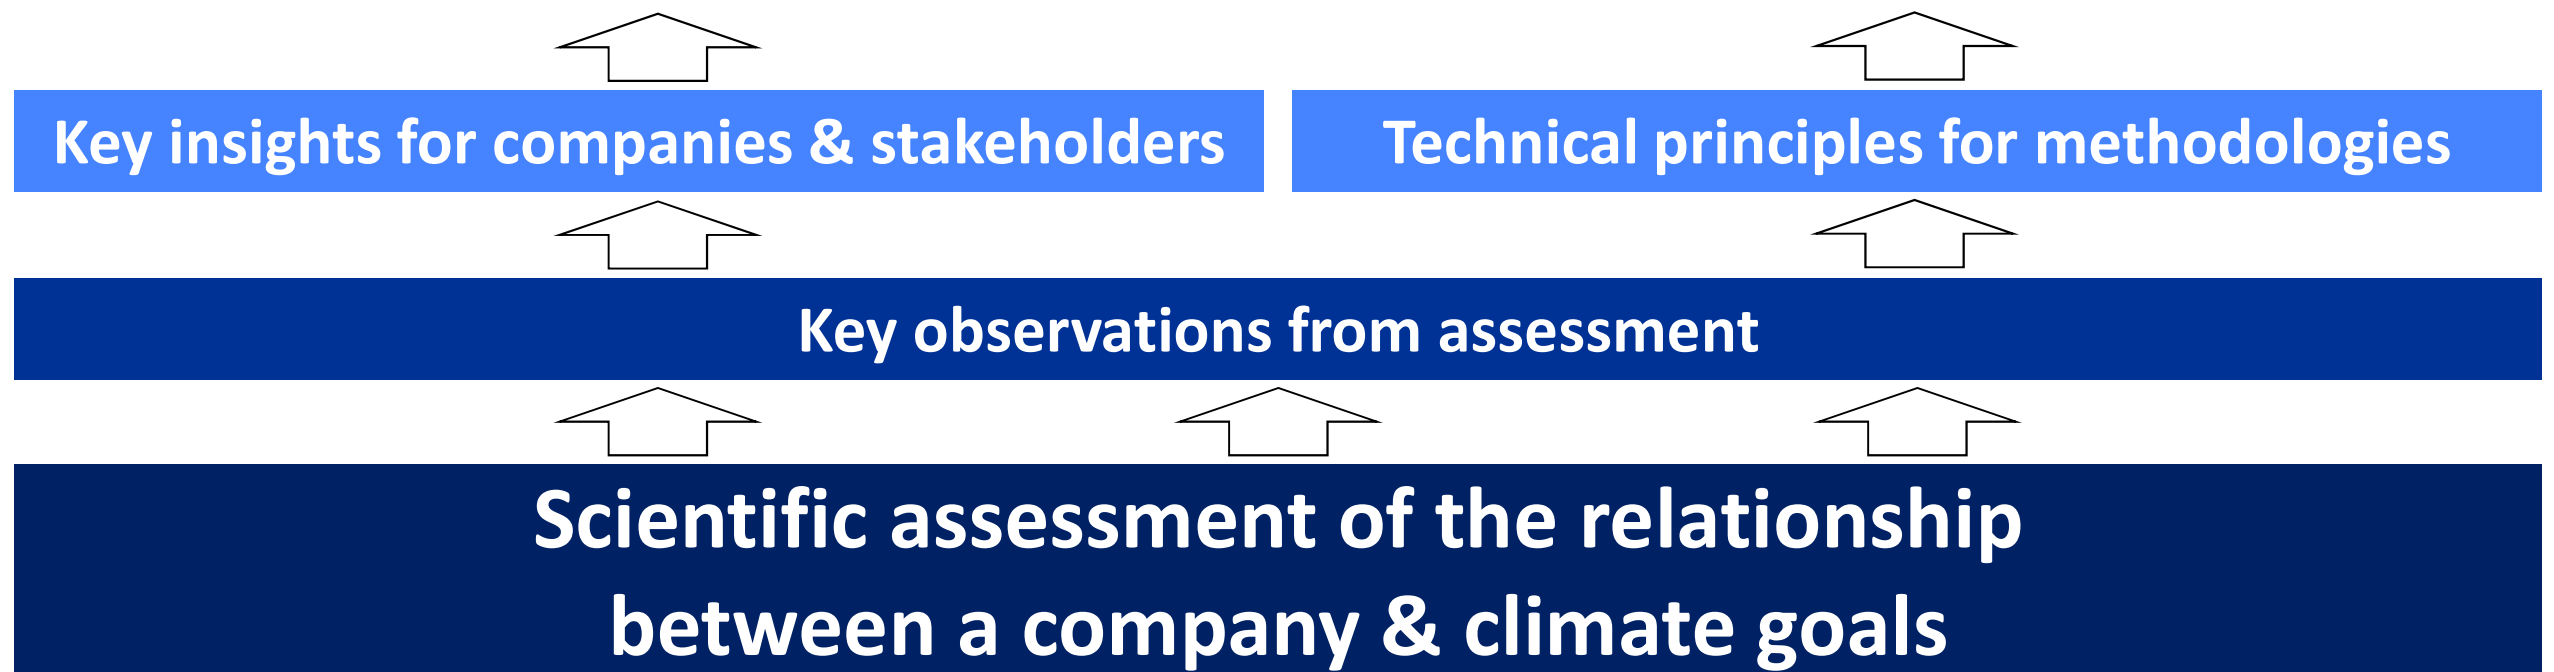 Key insights for companies & stakeholders
Technical principles for methodologies
Key observations from assessment
Scientific assessment of the relationship
between a company & climate goals